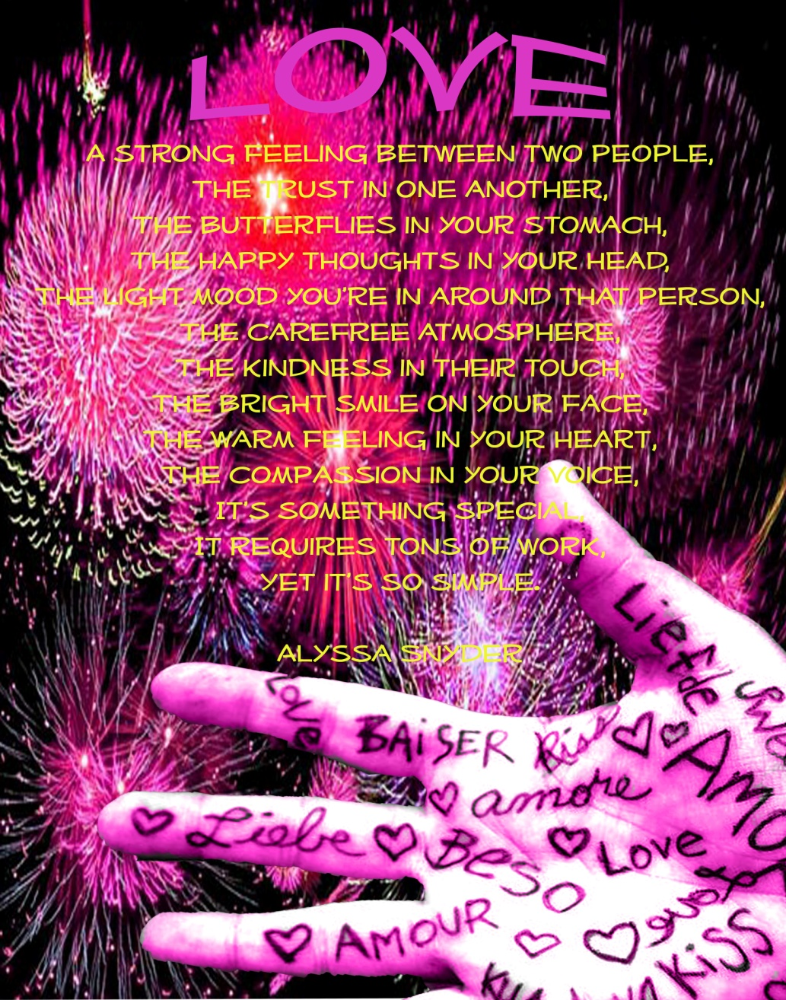 LOVE
A STRONG FEELING BETWEEN TWO PEOPLE,
THE TRUST IN ONE ANOTHER,
THE BUTTERFLIES IN YOUR STOMACH,
THE HAPPY THOUGHTS IN YOUR HEAD,
THE LIGHT MOOD YOU'RE IN AROUND THAT PERSON,
THE CAREFREE ATMOSPHERE,
THE KINDNESS IN THEIR TOUCH,
THE BRIGHT SMILE ON YOUR FACE,
THE WARM FEELING IN YOUR HEART,
THE COMPASSION IN YOUR VOICE,
IT'S SOMETHING SPECIAL,
IT REQUIRES TONS OF WORK,
YET IT'S SO SIMPLE.
ALYSSA SNYDER
Liefde
Love
BAiSER
amore
Liebe
BESO
Love
AMOUR
KiSS